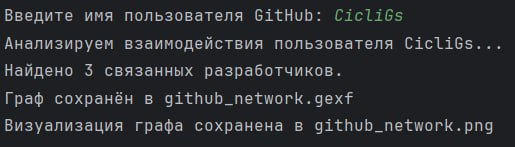 Введите имя пользователя GitHub: CicliGs
Анализируем взаимодействия пользователя CicliGs...
Найдено 3 связанных разработчиков.
Граф сохранён в github_network.gexf
Визуализация графа сохранена в github_network.png